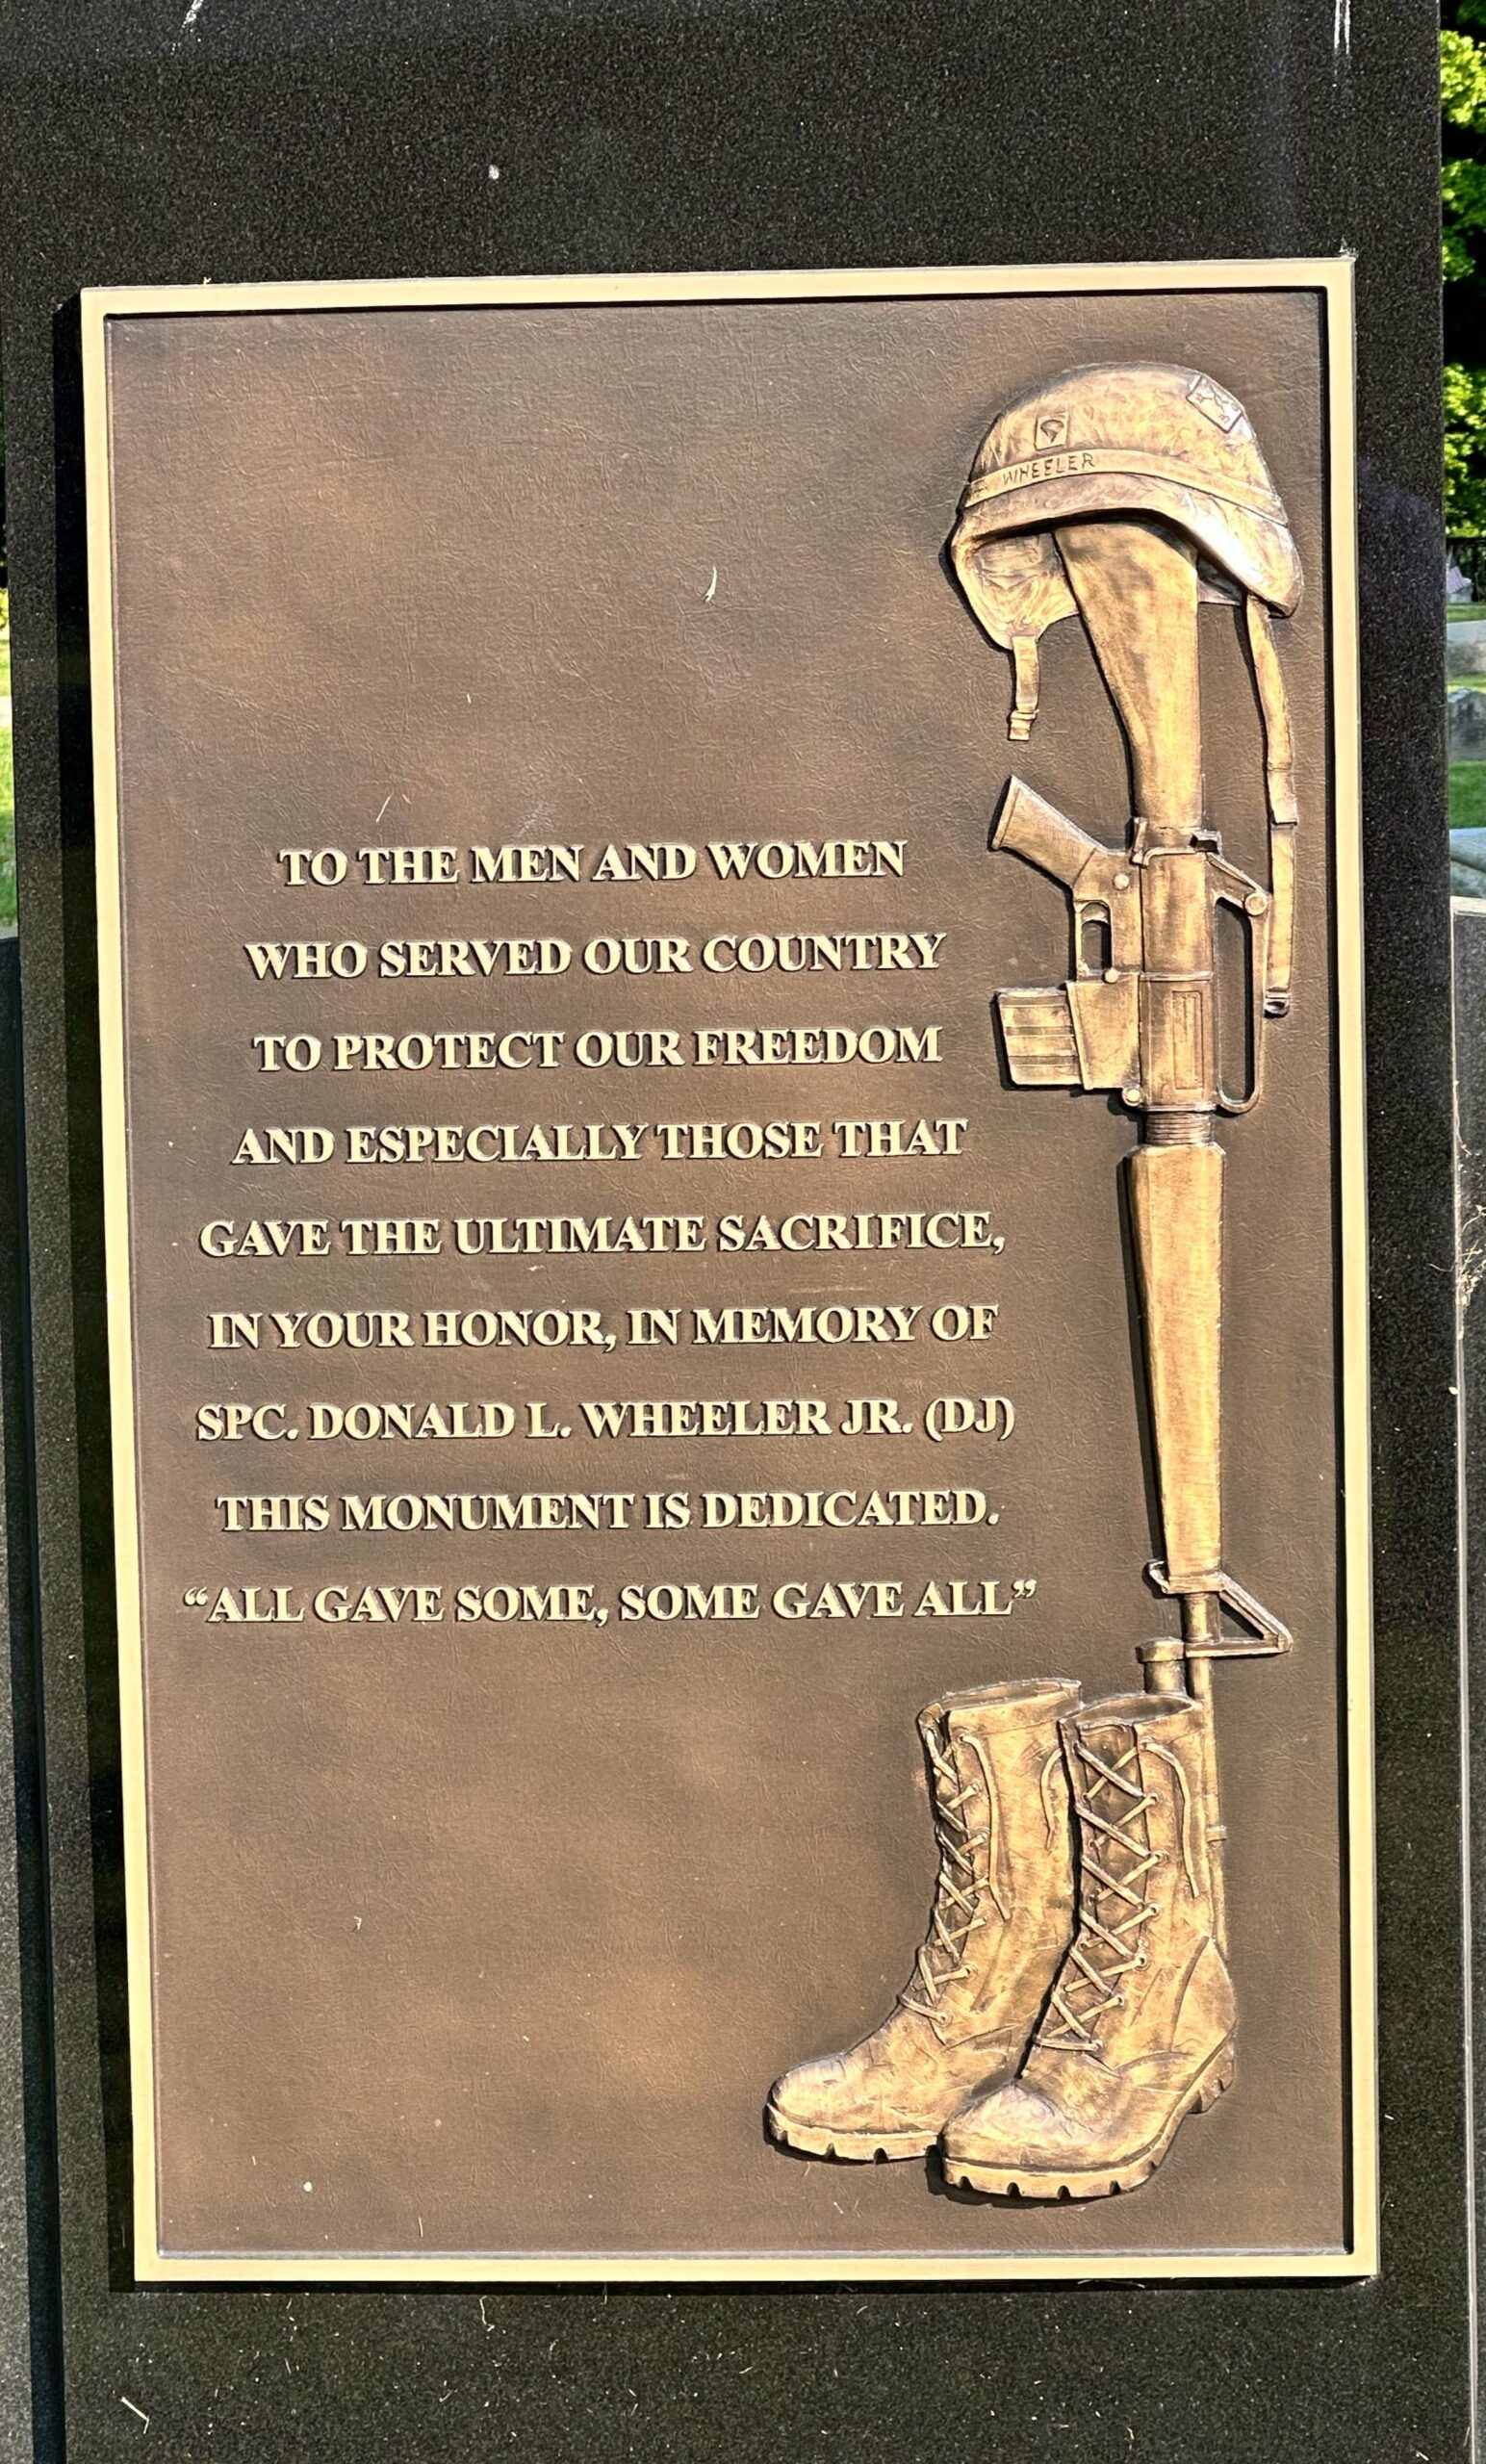 WHEELER
TO THE MEN AND WOMEN
WHO SERVED OUR COUNTRY
TO PROTECT OUR FREEDOM
AND ESPECIALLY THOSE THAT
GAVE THE ULTIMATE SACRIFICE,
IN YOUR HONOR, IN MEMORY OF
SPC. DONALD L. WHEELER JR. (DJ)
THIS MONUMENT IS DEDICATED.
“ALL GAVE SOME, SOME GAVE ALL”